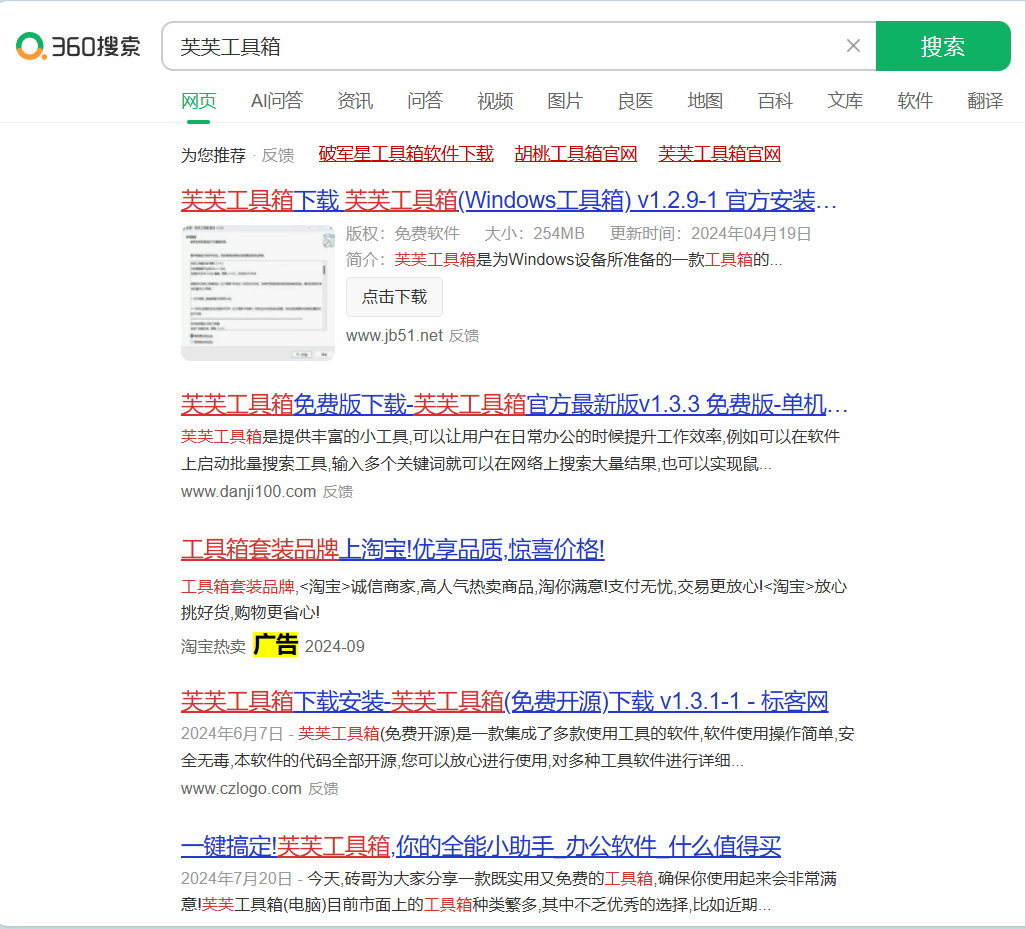 360搜索
芙芙工具箱
搜索
网页 AI问答 资讯 问答 视频 图片 良医 地图 百科 文库 软件 翻译
为您推荐 · 反馈 破军星工具箱软件下载 胡桃工具箱官网 芙芙工具箱官网
芙芙工具箱下载 芙芙工具箱(Windows工具箱) v1.2.9-1 官方安装...
版权：免费软件 大小：254MB 更新时间：2024年04月19日
简介：芙芙工具箱是为Windows设备所准备的一款工具箱的...
点击下载
www.jb51.net 反馈
芙芙工具箱免费版下载-芙芙工具箱官方最新版v1.3.3 免费版-单机...
芙芙工具箱是提供丰富的小工具,可以让用户在日常办公的时候提升工作效率,例如可以在软件
上启动批量搜索工具,输入多个关键词就可以在网络上搜索大量结果,也可以实现鼠...
www.danji100.com 反馈
工具箱套装品牌上淘宝!优享品质,惊喜价格!
工具箱套装品牌,<淘宝>诚信商家,高人气热卖商品,淘你满意!支付无忧,交易更放心!<淘宝>放心
挑好货,购物更省心!
淘宝热卖 广告 2024-09
芙芙工具箱下载安装-芙芙工具箱(免费开源)下载 v1.3.1-1 - 标客网
2024年6月7日 - 芙芙工具箱(免费开源)是一款集成了多款使用工具的软件,软件使用操作简单,安
全无毒,本软件的代码全部开源,您可以放心进行使用,对多种工具软件进行详细...
www.czlogo.com 反馈
一键搞定!芙芙工具箱,你的全能小助手_办公软件_什么值得买
2024年7月20日 - 今天,砖哥为大家分享一款既实用又免费的工具箱,确保你使用起来会非常满
意!芙芙工具箱(电脑)目前市面上的工具箱种类繁多,其中不乏优秀的选择,比如近期...